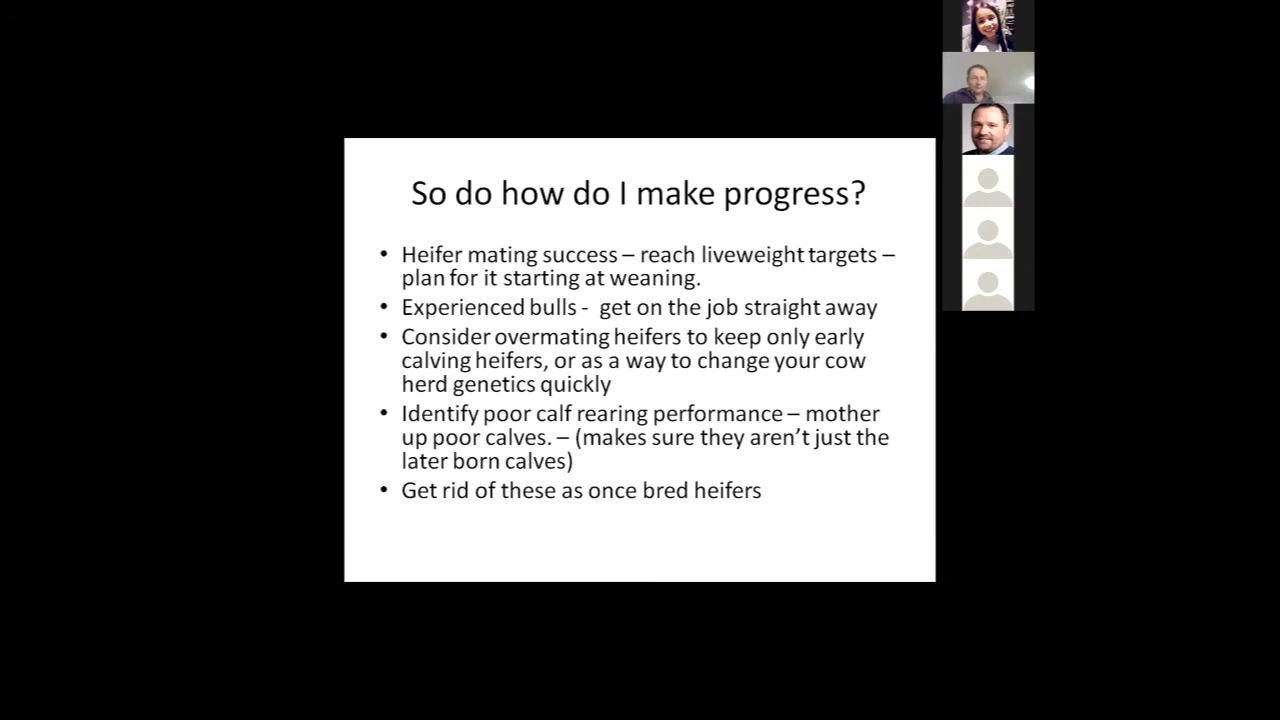 So do how do I make progress?
• Heifer mating success – reach liveweight targets –
plan for it starting at weaning.
• Experienced bulls -  get on the job straight away
• Consider overmating heifers to keep only early
calving heifers, or as a way to change your cow
herd genetics quickly
• Identify poor calf rearing performance – mother
up poor calves. – (makes sure they aren’t just the
later born calves)
• Get rid of these as once bred heifers